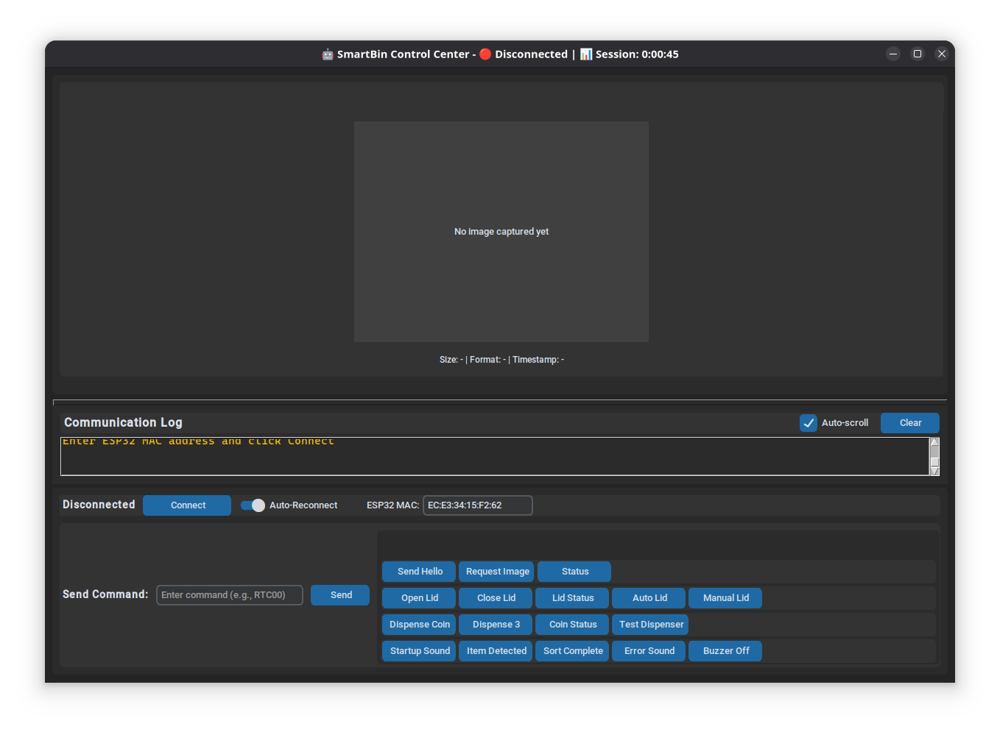 🤖 SmartBin Control Center - 🔴 Disconnected | 📊 Session: 0:00:45
No image captured yet
Size: - | Format: - | Timestamp: -
Communication Log
Auto-scroll
Clear
Enter ESP32 MAC address and click Connect
Disconnected
Connect
Auto-Reconnect
ESP32 MAC:
EC:E3:34:15:F2:62
Send Command:
Enter command (e.g., RTC00)
Send
Send Hello
Request Image
Status
Open Lid
Close Lid
Lid Status
Auto Lid
Manual Lid
Dispense Coin
Dispense 3
Coin Status
Test Dispenser
Startup Sound
Item Detected
Sort Complete
Error Sound
Buzzer Off